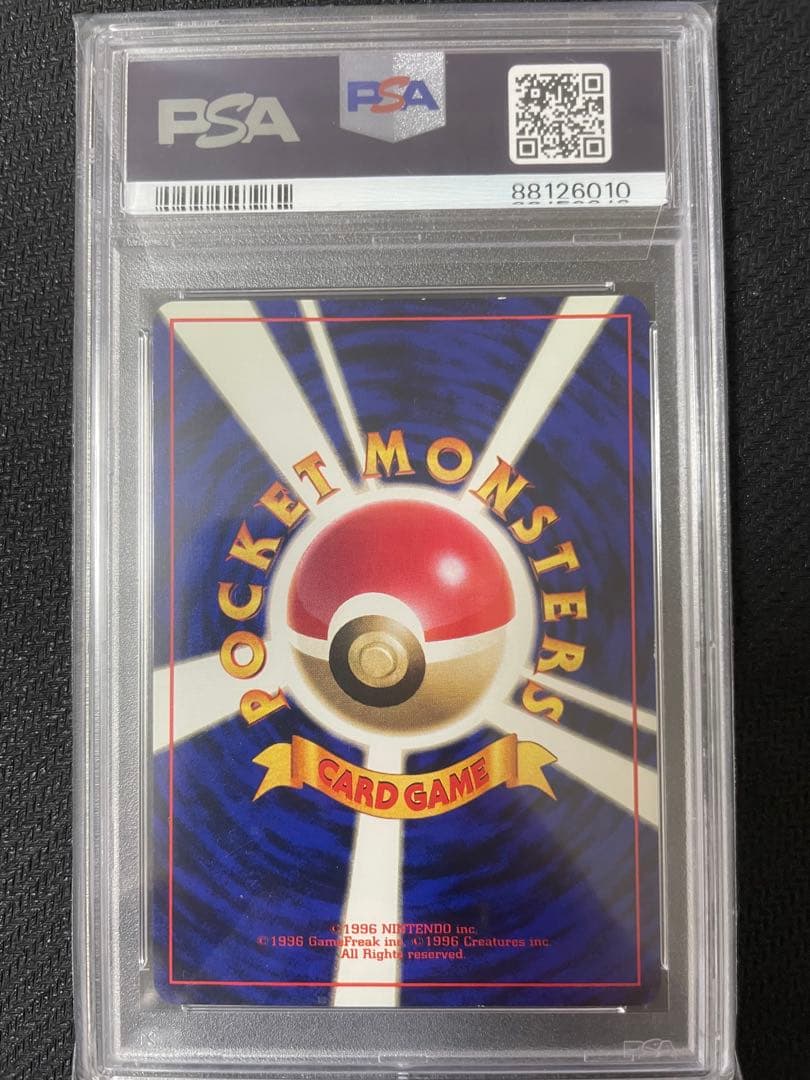 PSA
PSA
88126010
POCKET MONSTERS
CARD GAME
©1996 NINTENDO inc.
©1996 GameFreak inc. ©1996 Creatures inc.
All Rights reserved.
PSA